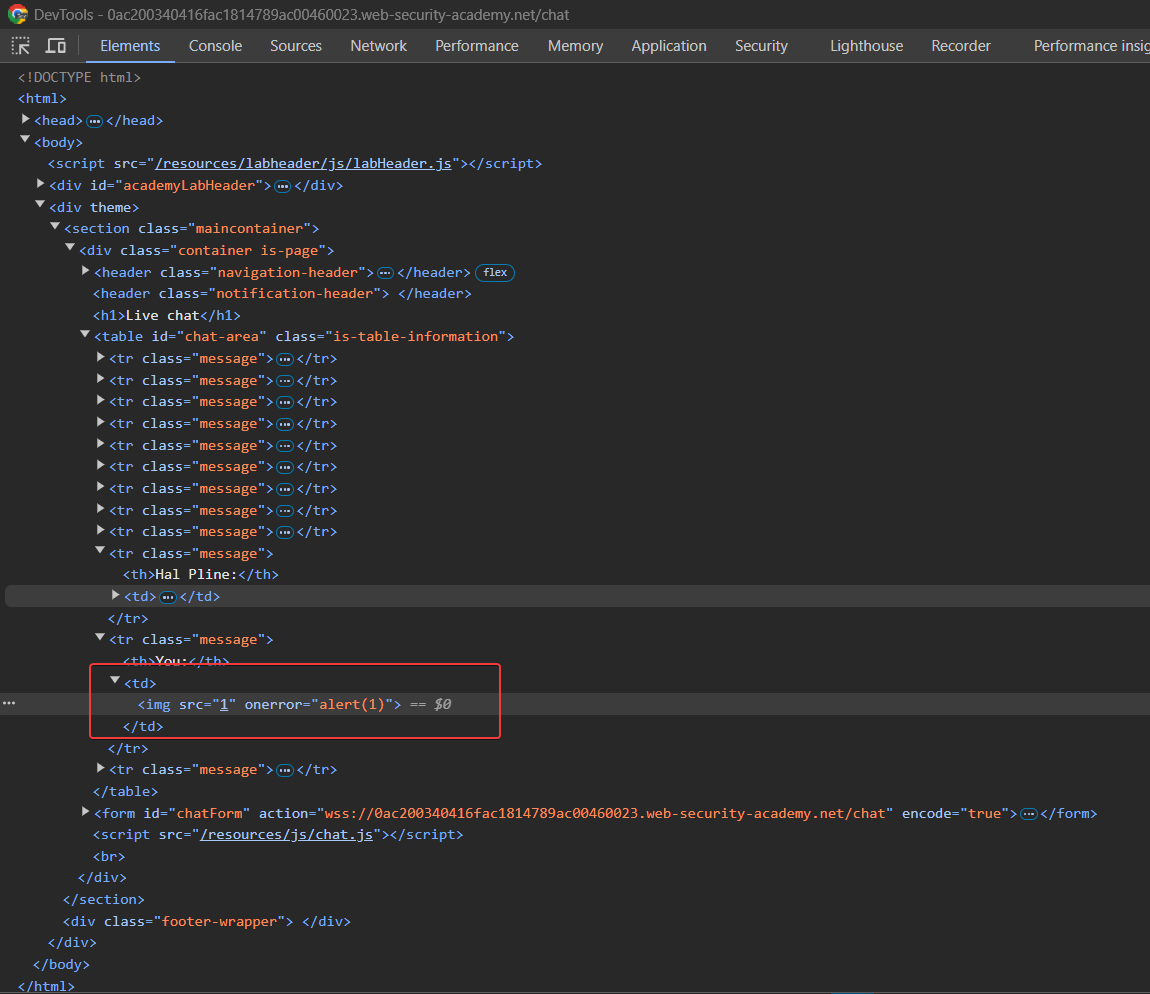 DevTools - 0ac200340416fac1814789ac00460023.web-security-academy.net/chat
Elements Console Sources Network Performance Memory Application Security Lighthouse Recorder Performance insig
<!DOCTYPE html>
<html>
<head> ••• </head>
<body>
<script src="/resources/labheader/js/labHeader.js"></script>
<div id="academyLabHeader"> ••• </div>
<div theme>
<section class="maincontainer">
<div class="container is-page">
<header class="navigation-header"> ••• </header> flex
<header class="notification-header"> </header>
<h1>Live chat</h1>
<table id="chat-area" class="is-table-information">
<tr class="message"> ••• </tr>
<tr class="message"> ••• </tr>
<tr class="message"> ••• </tr>
<tr class="message"> ••• </tr>
<tr class="message"> ••• </tr>
<tr class="message"> ••• </tr>
<tr class="message"> ••• </tr>
<tr class="message"> ••• </tr>
<tr class="message"> ••• </tr>
<tr class="message">
<th>Hal Pline:</th>
<td> ••• </td>
</tr>
<tr class="message">
<th>You:</th>
<td>
••• <img src="1" onerror="alert(1)"> == $0
</td>
</tr>
<tr class="message"> ••• </tr>
</table>
<form id="chatForm" action="wss://0ac200340416fac1814789ac00460023.web-security-academy.net/chat" encode="true"> ••• </form>
<script src="/resources/js/chat.js"></script>
<br>
</div>
</section>
<div class="footer-wrapper"> </div>
</div>
</body>
</html>